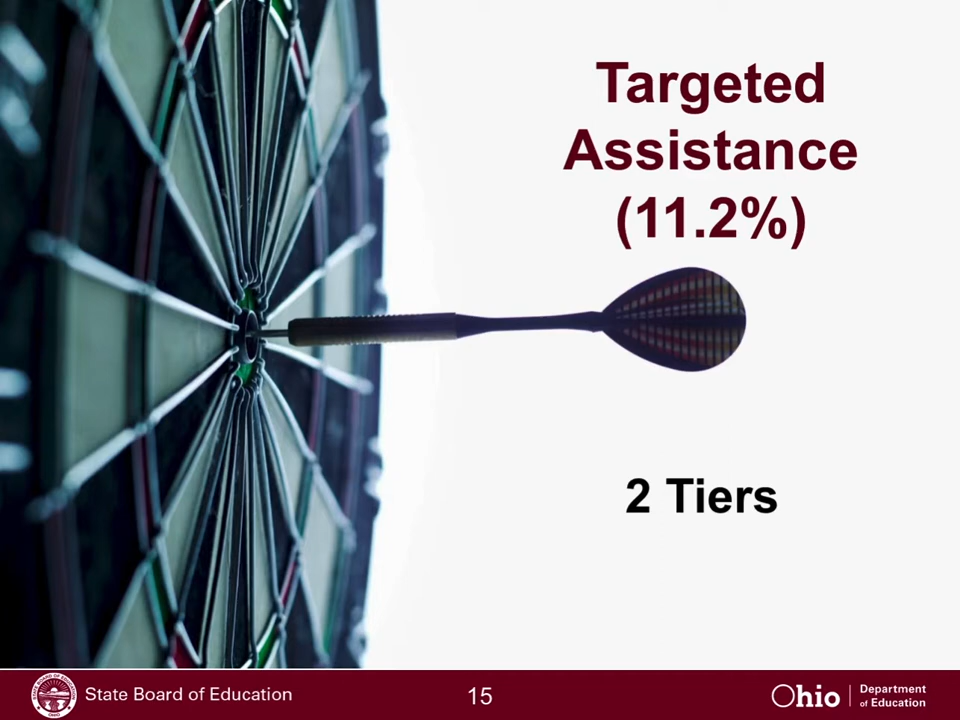 Targeted
Assistance
(11.2%)
2 Tiers
State Board of Education
15
Ohio
Department
of Education